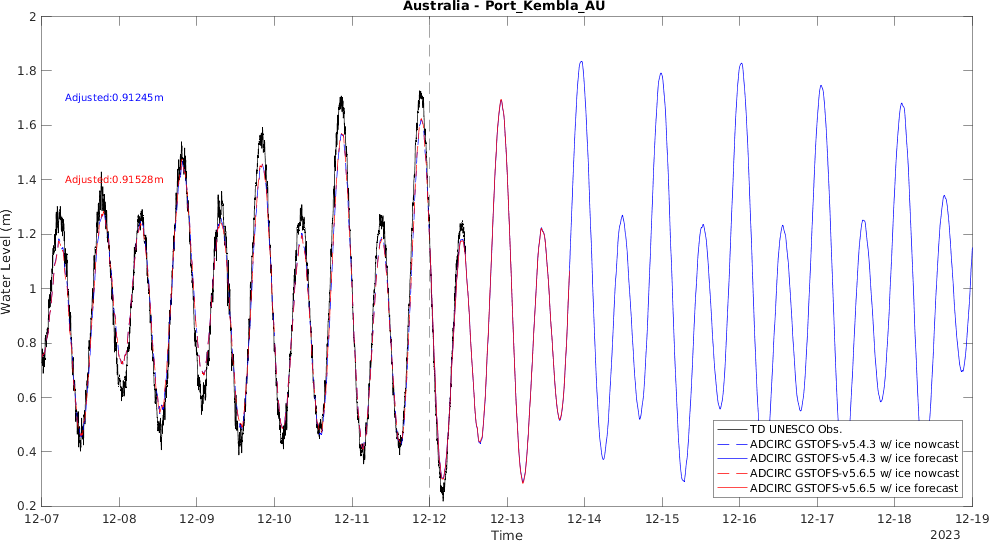 Australia - Port_Kembla_AU
2
1.8
1.6
1.4
1.2
1
0.8
0.6
0.4
0.2
Water Level (m)
Adjusted:0.91245m
Adjusted:0.91528m
TD UNESCO Obs.
ADCIRC GSTOFS-v5.4.3 w/ ice nowcast
ADCIRC GSTOFS-v5.4.3 w/ ice forecast
ADCIRC GSTOFS-v5.6.5 w/ ice nowcast
ADCIRC GSTOFS-v5.6.5 w/ ice forecast
12-07 12-08 12-09 12-10 12-11 12-12 12-13 12-14 12-15 12-16 12-17 12-18 12-19
Time
2023